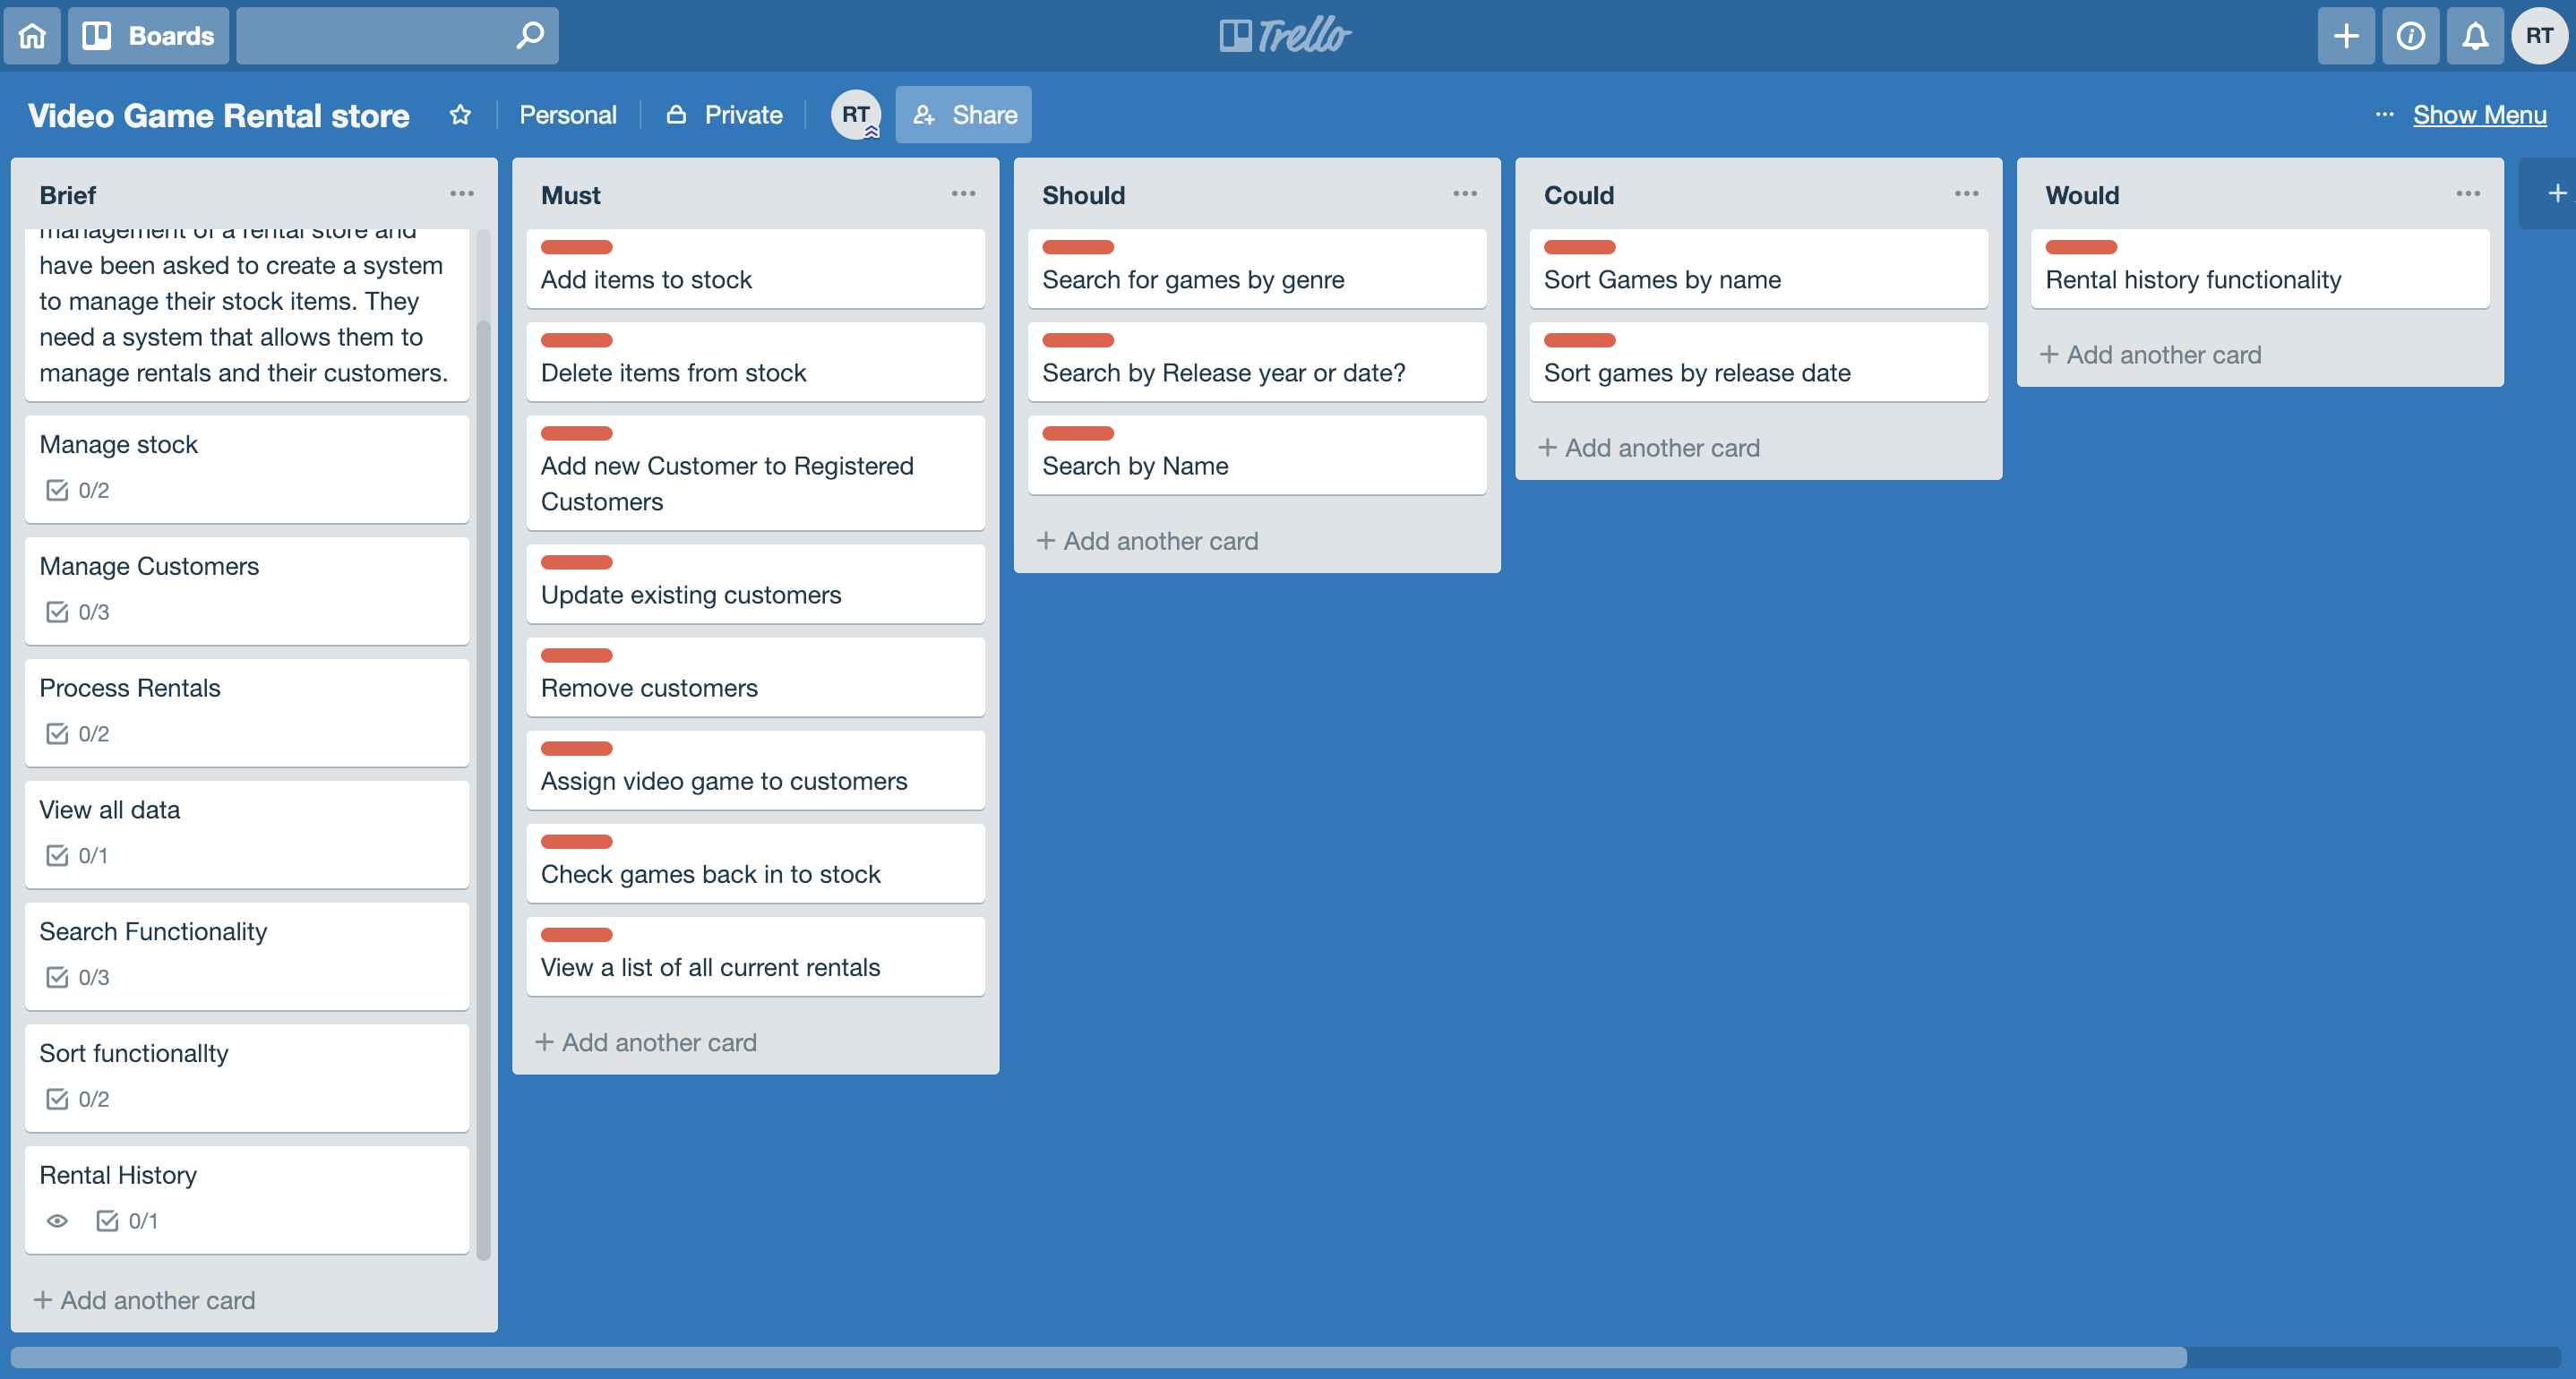 Boards
Trello
RT
Video Game Rental store
Personal
Private
RT
Share
Show Menu
Brief
management of a rental store and
have been asked to create a system
to manage their stock items. They
need a system that allows them to
manage rentals and their customers.
Manage stock
0/2
Manage Customers
0/3
Process Rentals
0/2
View all data
0/1
Search Functionality
0/3
Sort functionallty
0/2
Rental History
0/1
+ Add another card
Must
Add items to stock
Delete items from stock
Add new Customer to Registered
Customers
Update existing customers
Remove customers
Assign video game to customers
Check games back in to stock
View a list of all current rentals
+ Add another card
Should
Search for games by genre
Search by Release year or date?
Search by Name
+ Add another card
Could
Sort Games by name
Sort games by release date
+ Add another card
Would
Rental history functionality
+ Add another card